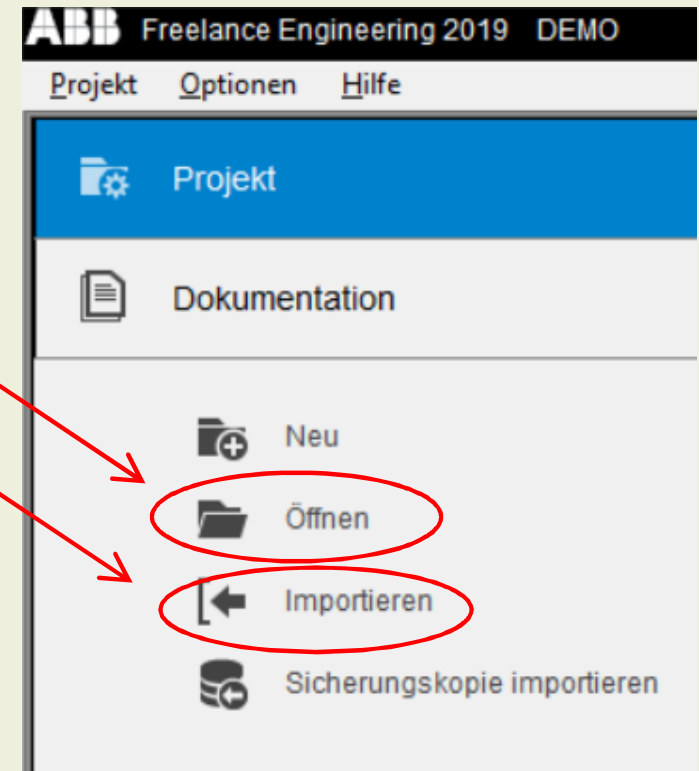 ABB Freelance Engineering 2019 DEMO
Projekt Optionen Hilfe
Projekt
Dokumentation
Neu
Öffnen
Importieren
Sicherungskopie importieren